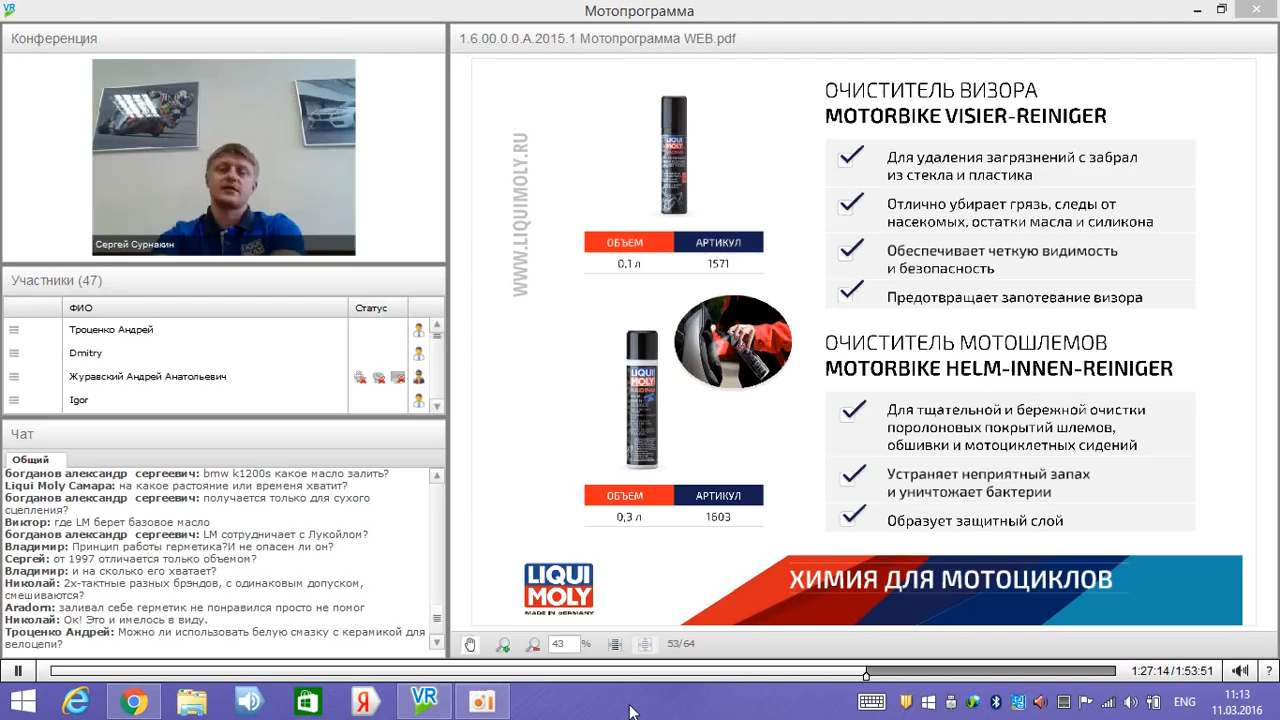 VR
Мотопрограмма
Конференция
1.6.00.0.0.A.2015.1 Мотопрограмма WEB.pdf
Сергей Сурнакин
Участники (47)
ФИО
Статус
Троценко Андрей
Dmitry
Журавский Андрей Анатольевич
Igor
Чат
Общий
богданов александр сергеевич: bmw k1200s какое масло залить?
Liqui Moly Самара: на какое растояние или временя хватит?
богданов александр сергеевич: получается только для сухого
сцепления?
Виктор: где LM берет базовое масло
богданов александр сергеевич: LM сотрудничает с Лукойлом?
Владимир: Принцип работы герметика?И не опасен ли он?
Сергей: от 1997 отличается только объемом?
Владимир: и на сколько его хватает?
Николай: 2х-тактные разных брэндов, с одинаковым допуском,
смешиваются?
Aradorn: заливал себе герметик не понравился просто не помог
Николай: Ок! Это и имелось в виду.
Троценко Андрей: Можно ли использовать белую смазку с керамикой для
велоцепи?
WWW.LIQUIMOLY.RU
LIQUI
MOLY
ОБЪЕМ АРТИКУЛ
0,1 л 1571
LIQUI
MOLY
ОБЪЕМ АРТИКУЛ
0,3 л 1603
ОЧИСТИТЕЛЬ ВИЗОРА
MOTORBIKE VISIER-REINIGER
Для удаления загрязнений с забрал
из стекла и пластика
Отлично убирает грязь, следы от
насекомых, остатки масла и силикона
Обеспечивает четкую видимость
и безопасность
Предотвращает запотевание визора
ОЧИСТИТЕЛЬ МОТОШЛЕМОВ
MOTORBIKE HELM-INNEN-REINIGER
Для тщательной и бережной очистки
поролоновых покрытий шлемов,
обшивки и мотоциклетных сидений
Устраняет неприятный запах
и уничтожает бактерии
Образует защитный слой
LIQUI
MOLY
MADE IN GERMANY
ХИМИЯ ДЛЯ МОТОЦИКЛОВ
43 %
53/64
1:27:14 / 1:53:51
?
Я
VR
ENG
11:13
11.03.2016